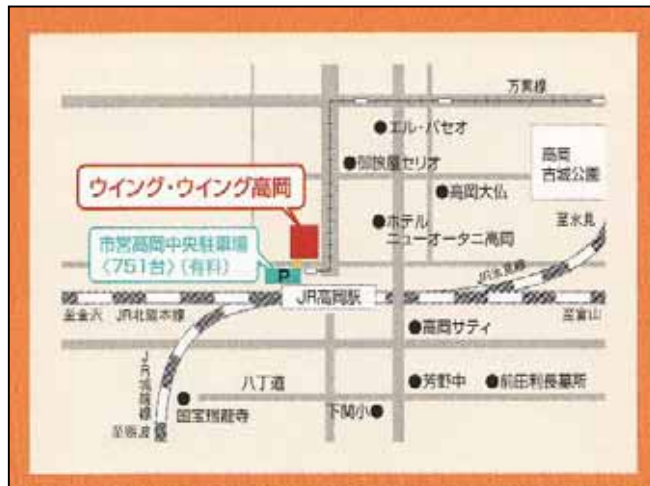 万葉線
エル・パセオ
御旅屋セリオ
高岡
古城公園
ウイング・ウイング高岡
高岡大仏
ホテル
ニューオータニ高岡
至氷見
市営高岡中央駐車場
〈751台〉(有料)
P
JR氷見線
JR高岡駅
至金沢
JR北陸本線
至富山
高岡サティ
JR城端線
八丁道
芳野中
前田利長墓所
国宝瑞龍寺
下関小
至砺波